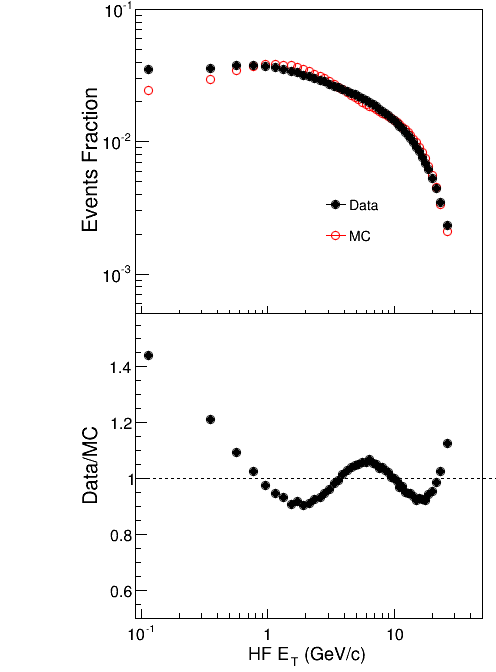 10^-1
10^-2
10^-3
Events Fraction
Data
MC
1.4
1.2
1
0.8
0.6
Data/MC
10^-1
1
10
HF E_T (GeV/c)